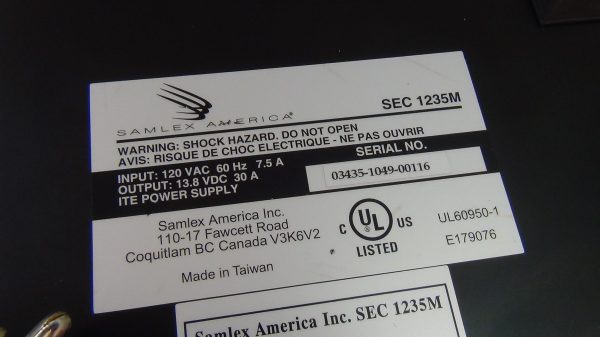 SAMLEX AMERICA®
SEC 1235M
WARNING: SHOCK HAZARD. DO NOT OPEN
AVIS: RISQUE DE CHOC ELECTRIQUE - NE PAS OUVRIR
INPUT: 120 VAC 60 Hz 7.5 A
OUTPUT: 13.8 VDC 30 A
ITE POWER SUPPLY
SERIAL NO.
03435-1049-00116
Samlex America Inc.
110-17 Fawcett Road
Coquitlam BC Canada V3K6V2
Made in Taiwan
C UL US
LISTED
UL60950-1
E179076
Samlex America Inc. SEC 1235M